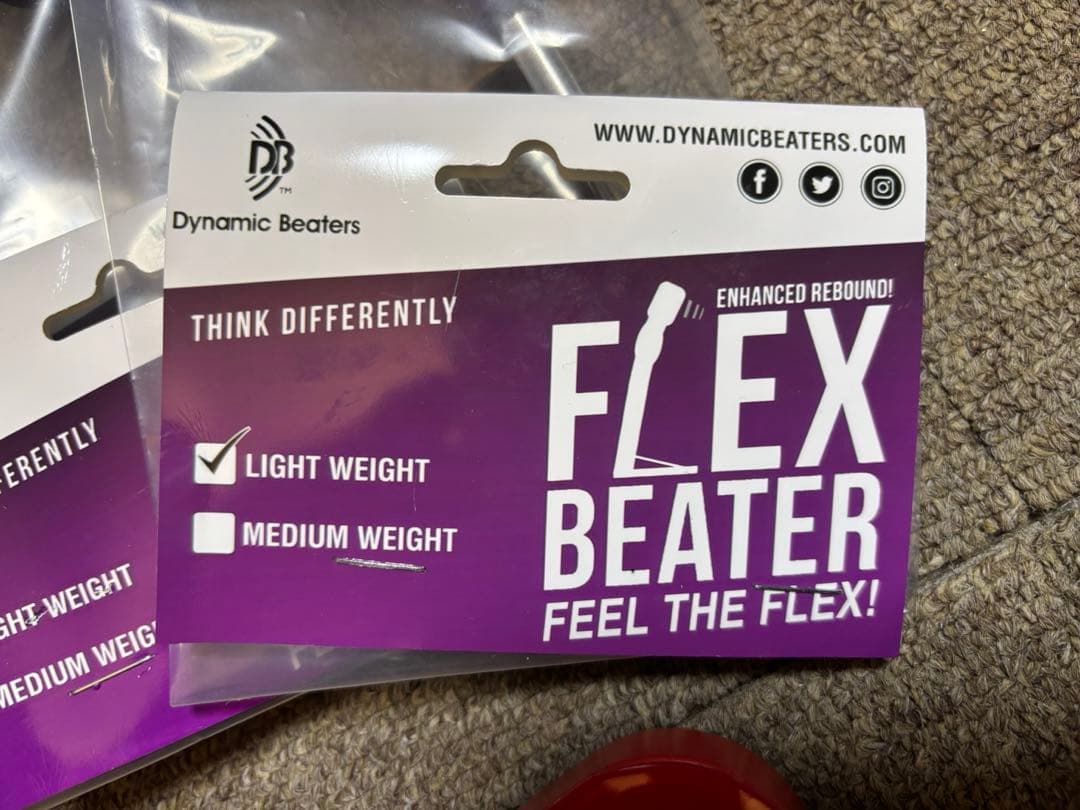 WWW.DYNAMICBEATERS.COM
DB
TM
Dynamic Beaters
THINK DIFFERENTLY
LIGHT WEIGHT
MEDIUM WEIGHT
ENHANCED REBOUND!
FLEX
BEATER
FEEL THE FLEX!
FERENTLY
GHT WEIGHT
MEDIUM WEIG